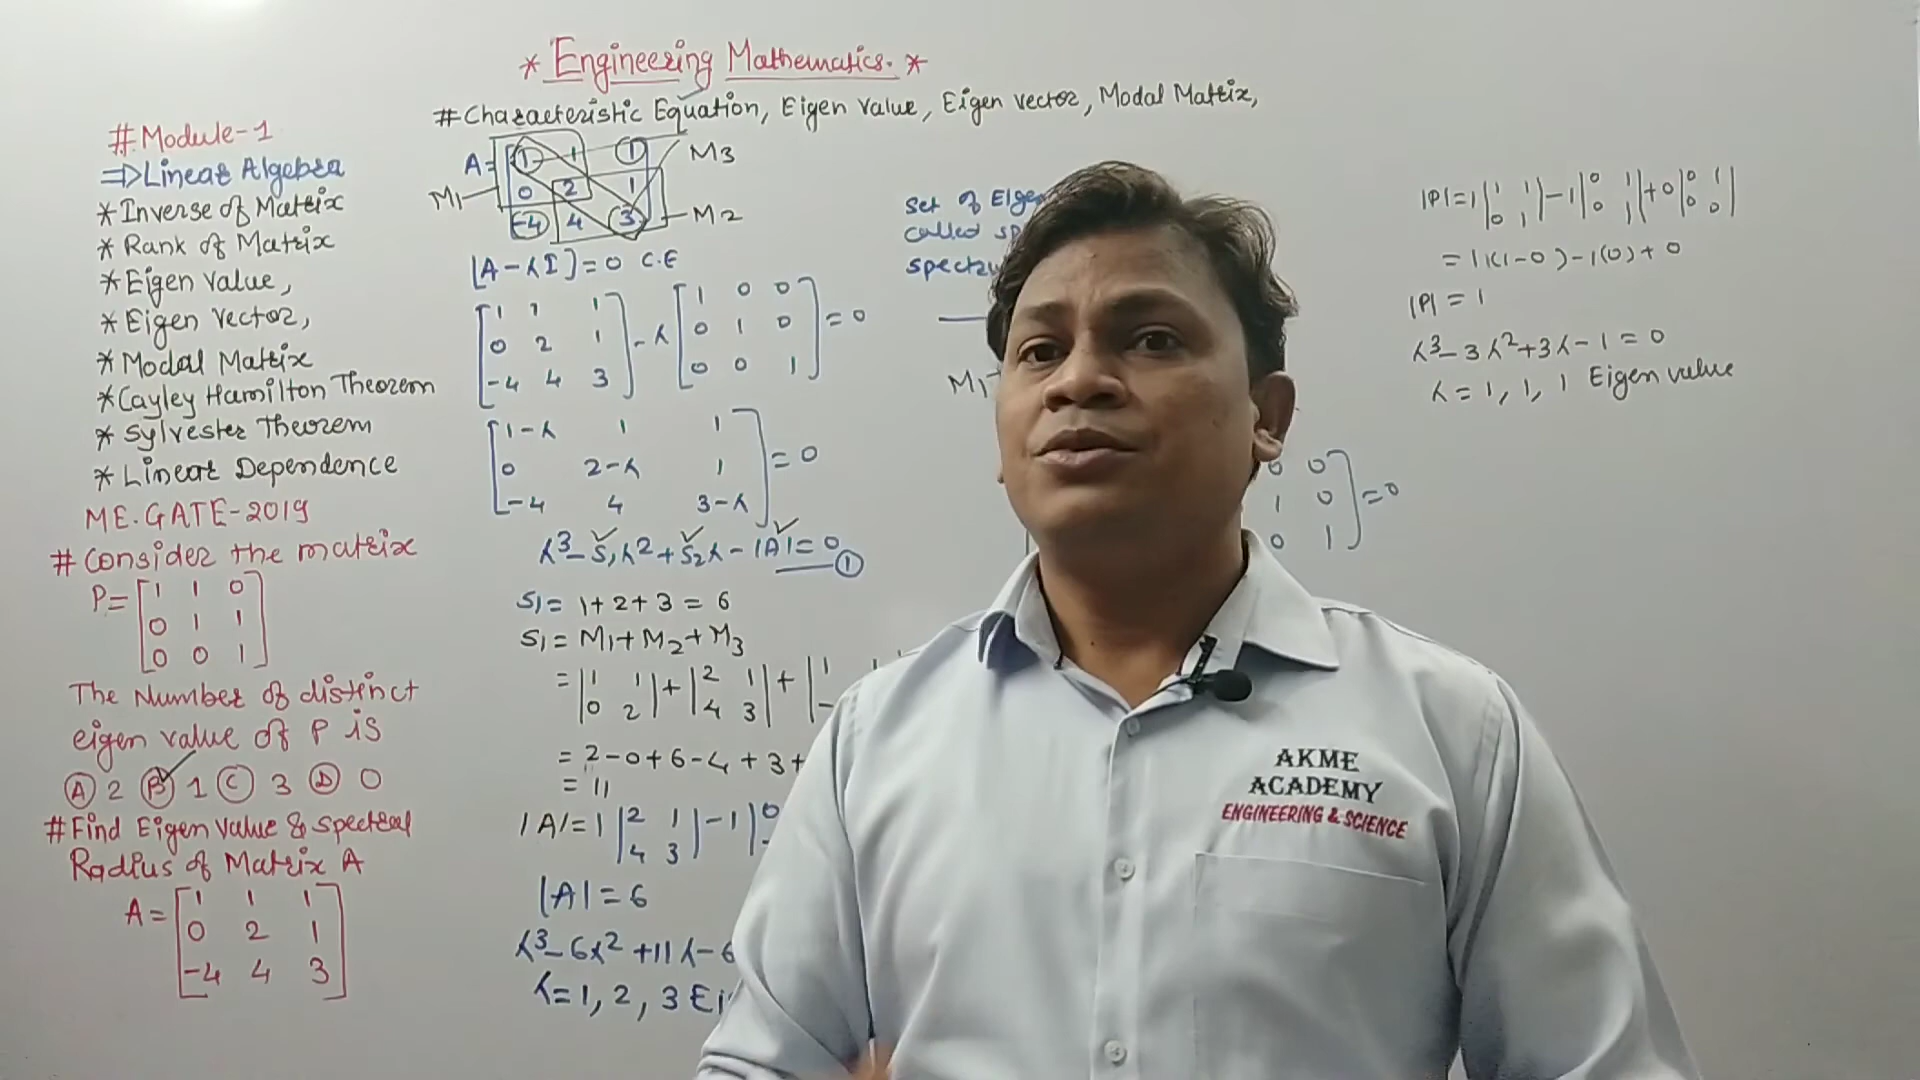 * Engineering Mathematics. *
# Characteristic Equation, Eigen value, Eigen vector, Modal Matrix,
# Module-1
⇒ Linear Algebra
* Inverse of Matrix
* Rank of Matrix
* Eigen value,
* Eigen vector,
* Modal Matrix
* Cayley Hamilton Theorem
* Sylvester Theorem
* Linear Dependence
ME. GATE-2019
# Consider the matrix
P= [1 1 0
0 1 1
0 0 1]
The Number of distinct
eigen value of P is
(A) 2 (B) 1 (C) 3 (D) 0
# Find Eigen value & spectral
Radius of Matrix A
A = [1 1 1
0 2 1
-4 4 3]
A= [1 1 1
0 2 1
-4 4 3]
M1
M2
M3
[A-λI]=0 C.E
[1 1 1
0 2 1
-4 4 3] -λ [1 0 0
0 1 0
0 0 1] =0
[1-λ 1 1
0 2-λ 1
-4 4 3-λ] =0
λ³-S₁λ²+S₂λ-|A|=0 ①
S1= 1+2+3 = 6
S1= M1+M2+M3
= |1 1
0 2| + |2 1
4 3| + |1
= 2-0+6-4+3+
= 11
|A|=1 |2 1
4 3| -1 |0
|A|=6
λ³-6λ²+11λ-6
λ=1, 2, 3
set of
called
M1
0 0
1 0
0 1] =0
|P|=1 |1 1
0 1| -1 |0 1
0 1| +0 |0 1
0 0|
= 1(1-0)-1(0)+0
|P| = 1
λ³-3λ²+3λ-1=0
λ=1, 1, 1 Eigen value
AKME
ACADEMY
ENGINEERING & SCIENCE